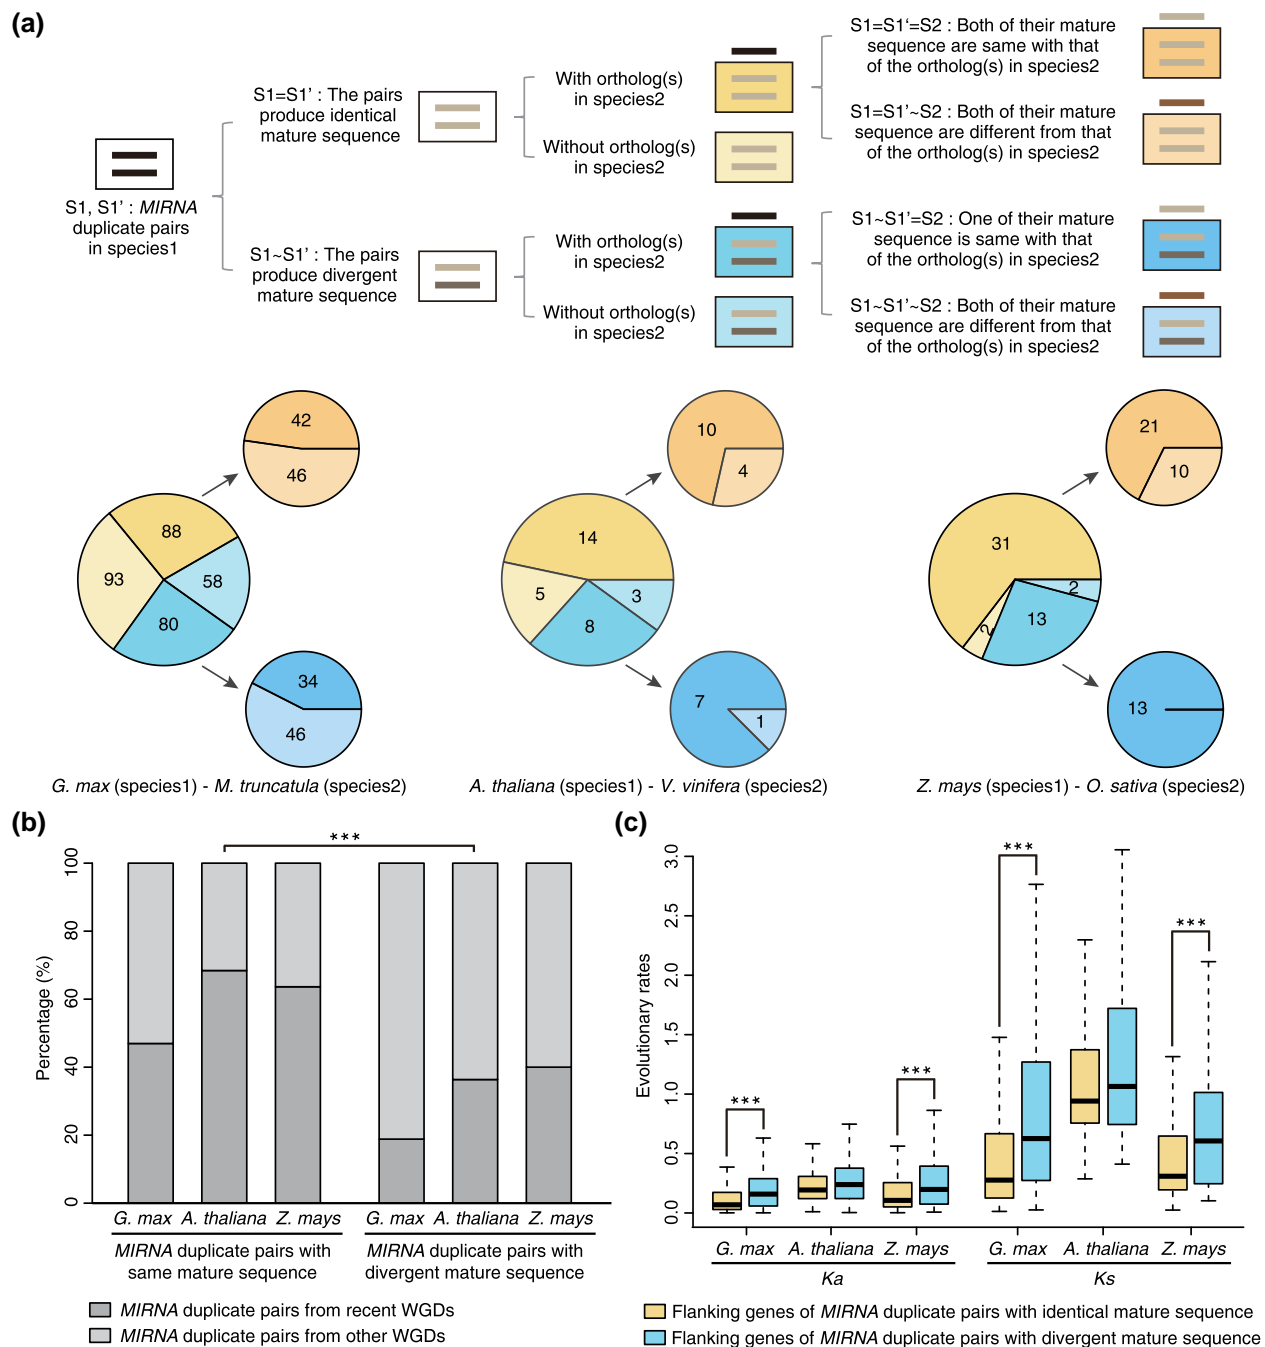 (a)
S1, S1' : MIRNA
duplicate pairs
in species1
S1=S1' : The pairs
produce identical
mature sequence
S1~S1' : The pairs
produce divergent
mature sequence
With ortholog(s)
in species2
Without ortholog(s)
in species2
With ortholog(s)
in species2
Without ortholog(s)
in species2
S1=S1'=S2 : Both of their mature
sequence are same with that
of the ortholog(s) in species2
S1=S1'~S2 : Both of their mature
sequence are different from that
of the ortholog(s) in species2
S1~S1'=S2 : One of their mature
sequence is same with that
of the ortholog(s) in species2
S1~S1'~S2 : Both of their mature
sequence are different from that
of the ortholog(s) in species2
42
46
88
93
58
80
34
46
G. max (species1) - M. truncatula (species2)
10
4
14
5
3
8
7
1
A. thaliana (species1) - V. vinifera (species2)
21
10
31
2
2
13
13
Z. mays (species1) - O. sativa (species2)
(b)
***
Percentage (%)
100
80
60
40
20
0
G. max A. thaliana Z. mays
MIRNA duplicate pairs with
same mature sequence
G. max A. thaliana Z. mays
MIRNA duplicate pairs with
divergent mature sequence
MIRNA duplicate pairs from recent WGDs
MIRNA duplicate pairs from other WGDs
(c)
Evolutionary rates
3.0
2.5
2.0
1.5
1.0
0.5
0.0
***
***
***
***
G. max A. thaliana Z. mays
Ka
G. max A. thaliana Z. mays
Ks
Flanking genes of MIRNA duplicate pairs with identical mature sequence
Flanking genes of MIRNA duplicate pairs with divergent mature sequence